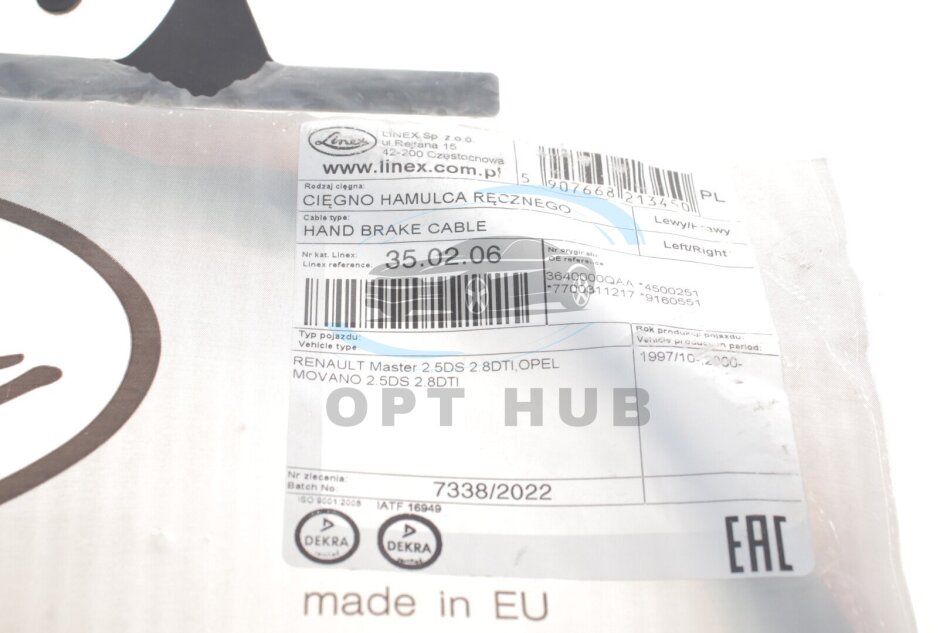 Linex
LINEX Sp. z.o.o.
ul.Rejtana 15
42-200 Częstochowa
www.linex.com.pl
5 907668 213450
PL
Rodzaj cięgna:
CIĘGNO HAMULCA RĘCZNEGO
Lewy/Prawy
Cable type:
HAND BRAKE CABLE
Left/Right
Nr kat. Linex:
Linex reference:
35.02.06
OE reference
3640000QAA *4500251
*7700311217 *9160551
Typ pojazdu:
Vehicle type:
Rok produkcji pojazdu:
Vehicle production in period:
RENAULT Master 2.5DS 2.8DTI,OPEL
MOVANO 2.5DS 2.8DTI
1997/10-,2000-
OPT HUB
Nr zlecenia:
Batch No:
7338/2022
ISO 9001:2008
IATF 16949
DEKRA
DEKRA
EAC
made in EU